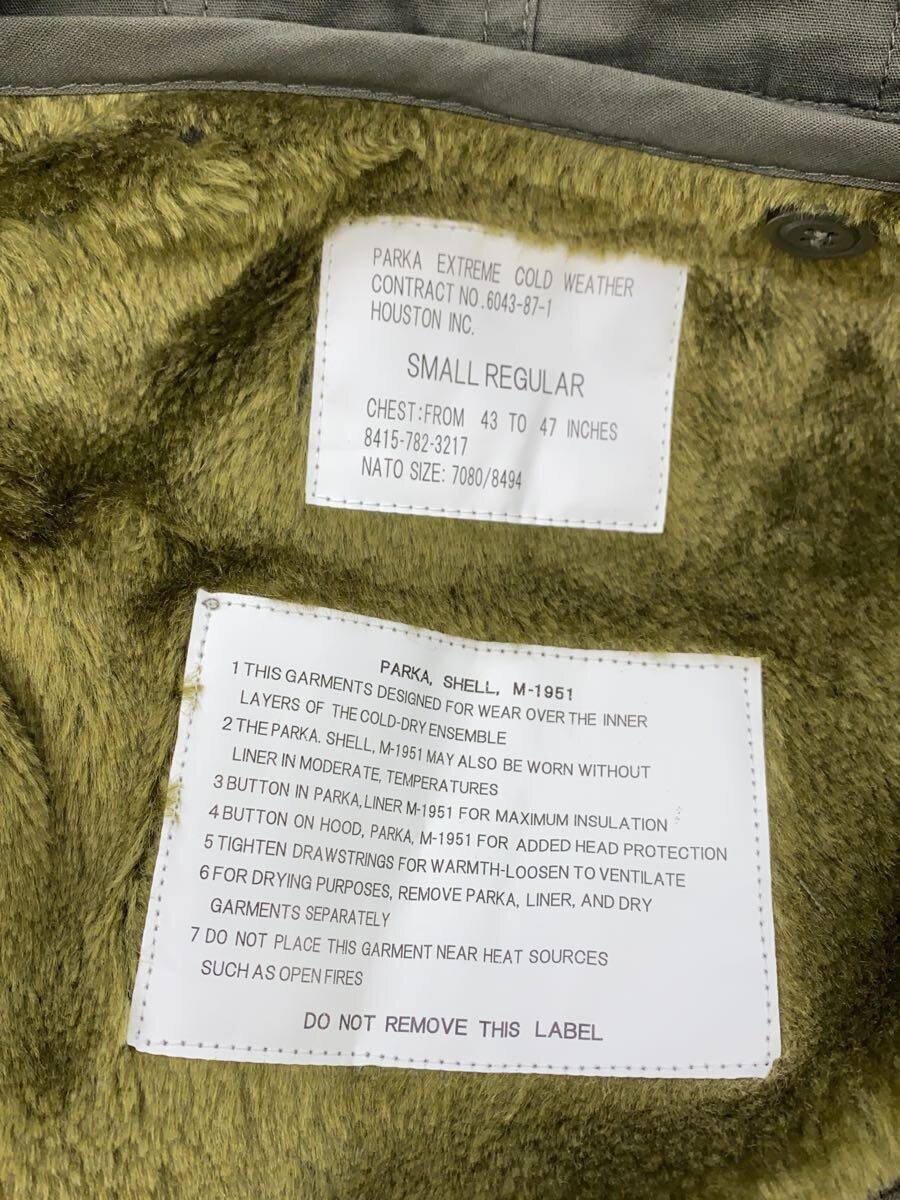 PARKA EXTREME COLD WEATHER
CONTRACT NO.6043-87-1
HOUSTON INC.
SMALL REGULAR
CHEST:FROM 43 TO 47 INCHES
8415-782-3217
NATO SIZE: 7080/8494
PARKA, SHELL, M-1951
1 THIS GARMENTS DESIGNED FOR WEAR OVER THE INNER
LAYERS OF THE COLD-DRY ENSEMBLE
2 THE PARKA. SHELL, M-1951 MAY ALSO BE WORN WITHOUT
LINER IN MODERATE, TEMPERATURES
3 BUTTON IN PARKA, LINER M-1951 FOR MAXIMUM INSULATION
4 BUTTON ON HOOD, PARKA, M-1951 FOR ADDED HEAD PROTECTION
5 TIGHTEN DRAWSTRINGS FOR WARMTH-LOOSEN TO VENTILATE
6 FOR DRYING PURPOSES, REMOVE PARKA, LINER, AND DRY
GARMENTS SEPARATELY
7 DO NOT PLACE THIS GARMENT NEAR HEAT SOURCES
SUCH AS OPEN FIRES
DO NOT REMOVE THIS LABEL